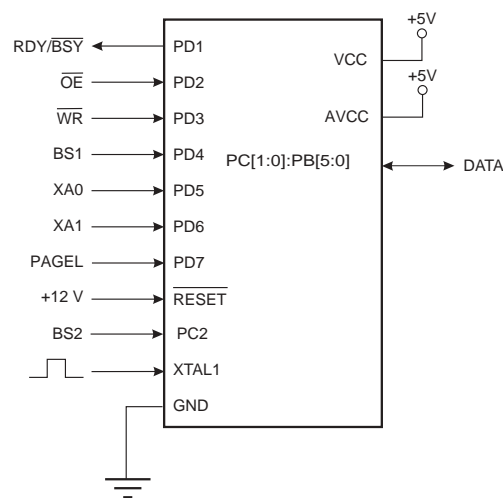 +5V
RDY/BSY PD1
VCC
OE PD2
+5V
WR PD3
AVCC
BS1 PD4
PC[1:0]:PB[5:0] DATA
XA0 PD5
XA1 PD6
PAGEL PD7
+12 V RESET
BS2 PC2
XTAL1
GND